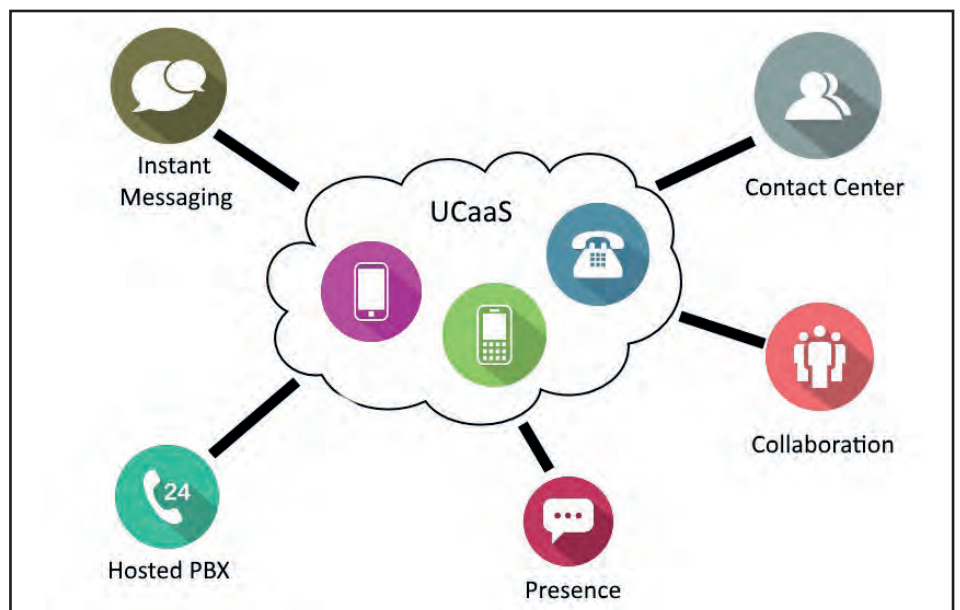 Instant
Messaging
UCaaS
Contact Center
Collaboration
24
Hosted PBX
Presence